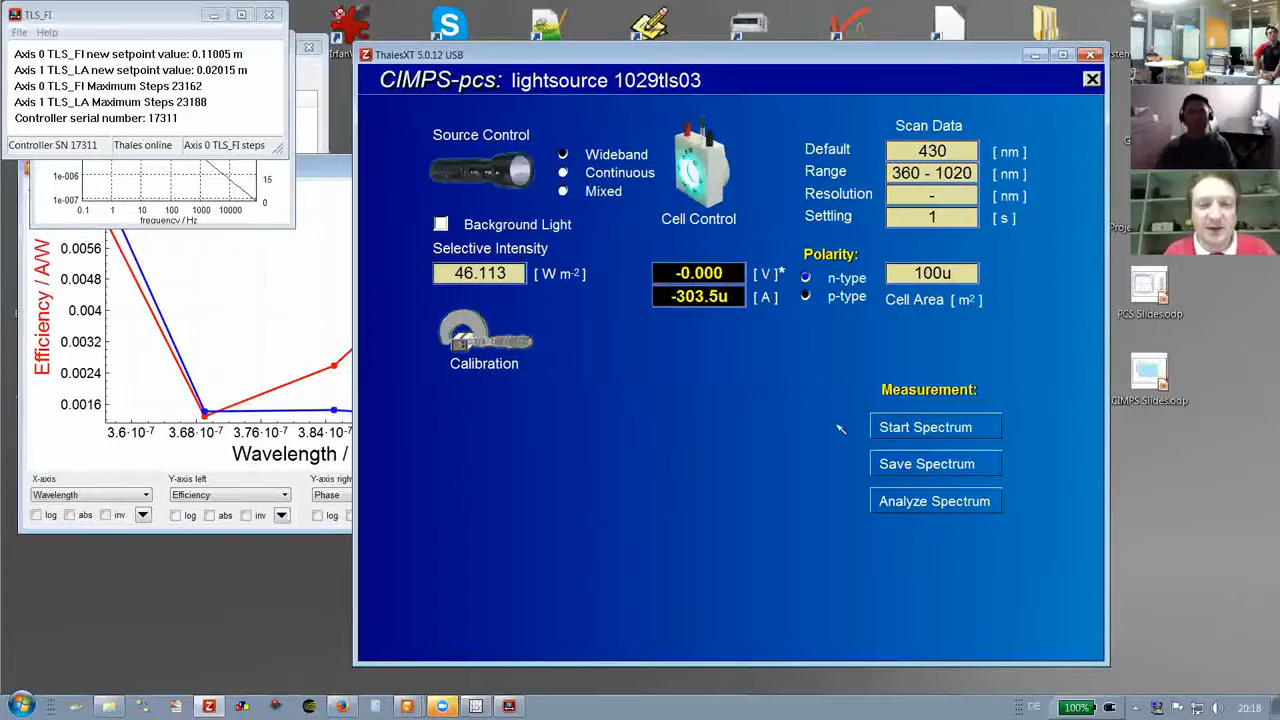 TLS_FI
File Help
Axis 0 TLS_FI new setpoint value: 0.11005 m
Axis 1 TLS_LA new setpoint value: 0.02015 m
Axis 0 TLS_FI Maximum Steps 23162
Axis 1 TLS_LA Maximum Steps 23188
Controller serial number: 17311
Controller SN 17311 Thales online Axis 0 TLS_FI steps
1e-006
1e-007
15
0
0.1 1 10 100 1000 10000
frequency / Hz
Efficiency / A/W
0.0056
0.0048
0.004
0.0032
0.0024
0.0016
3.6·10-7 3.68·10-7 3.76·10-7 3.84·10-7
Wavelength /
X-axis Y-axis left Y-axis right
Wavelength Efficiency Phase
log abs inv log abs inv log
ThalesXT 5.0.12 USB
CIMPS-pcs: lightsource 1029tls03
Source Control
Wideband
Continuous
Mixed
Background Light
Selective Intensity
46.113 [ W m-2 ]
Calibration
Cell Control
-0.000 [ V ]*
-303.5u [ A ]
Scan Data
Default 430 [ nm ]
Range 360 - 1020 [ nm ]
Resolution - [ nm ]
Settling 1 [ s ]
Polarity:
n-type
p-type
100u
Cell Area [ m2 ]
Measurement:
Start Spectrum
Save Spectrum
Analyze Spectrum
PCS Slides.odp
CIMPS Slides.odp
DE 100% 20:18